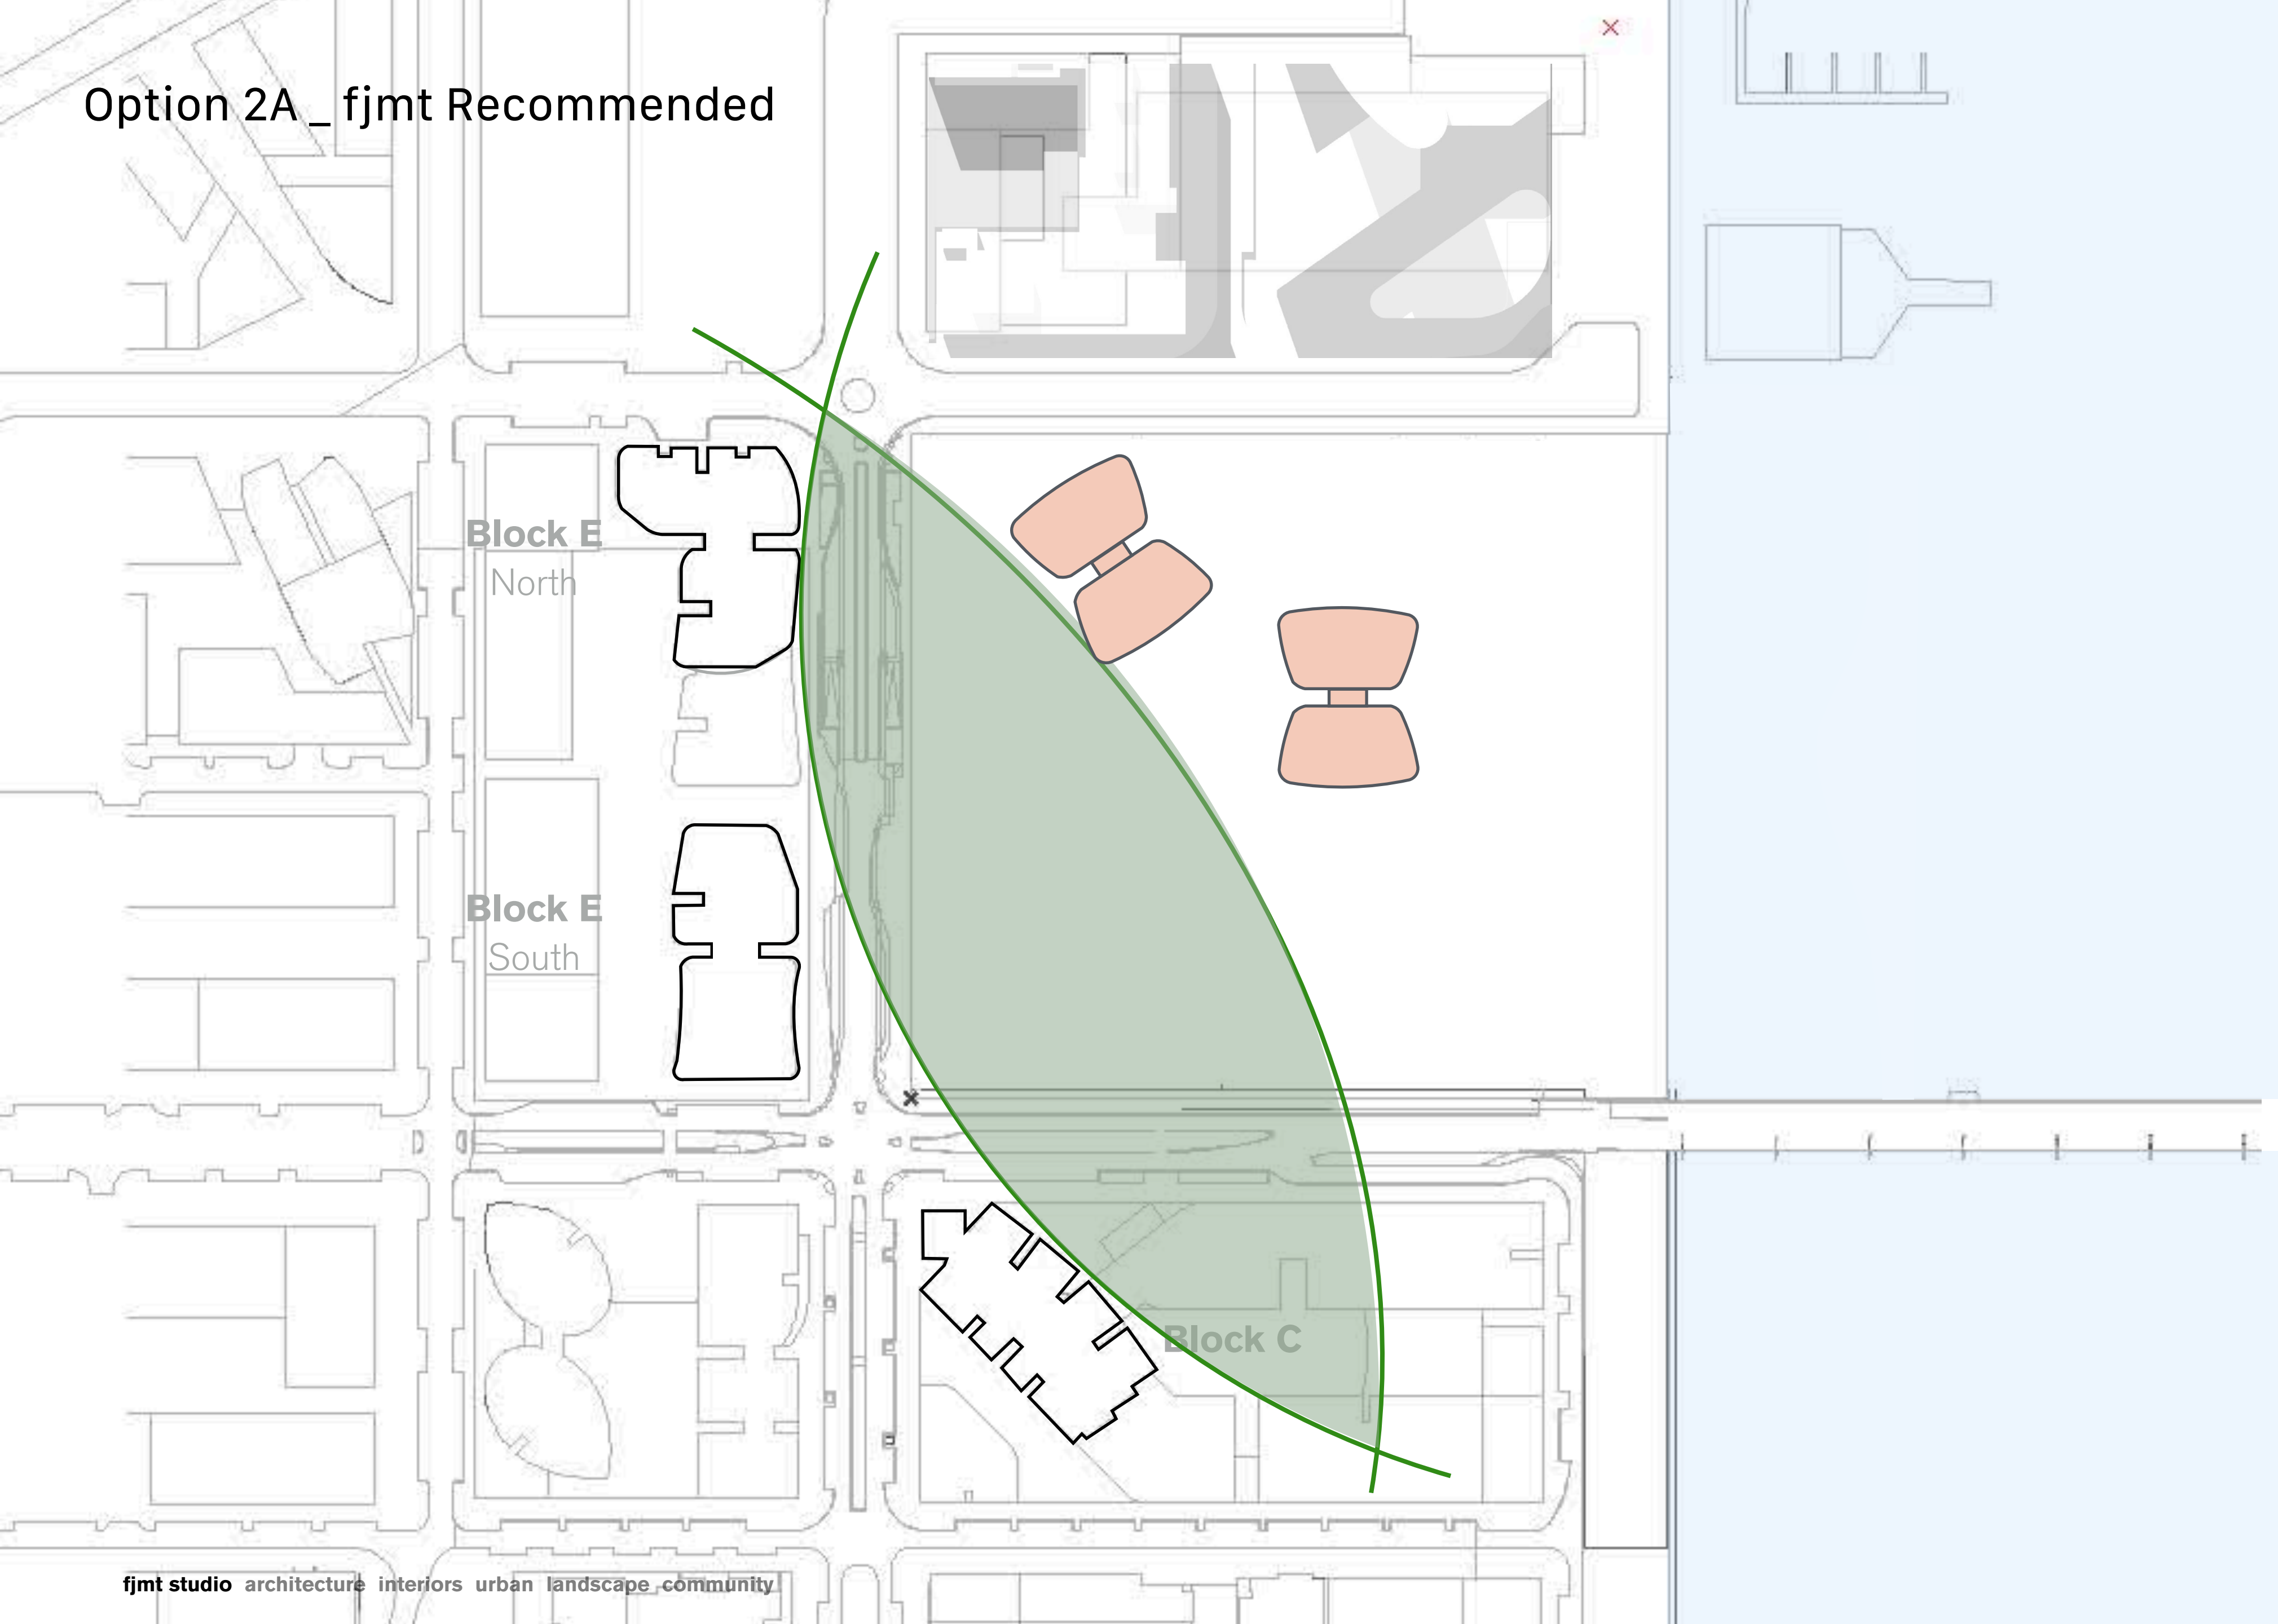 Option 2A _ fjmt Recommended
Block E
North
Block E
South
Block C
fjmt studio architecture interiors urban landscape community